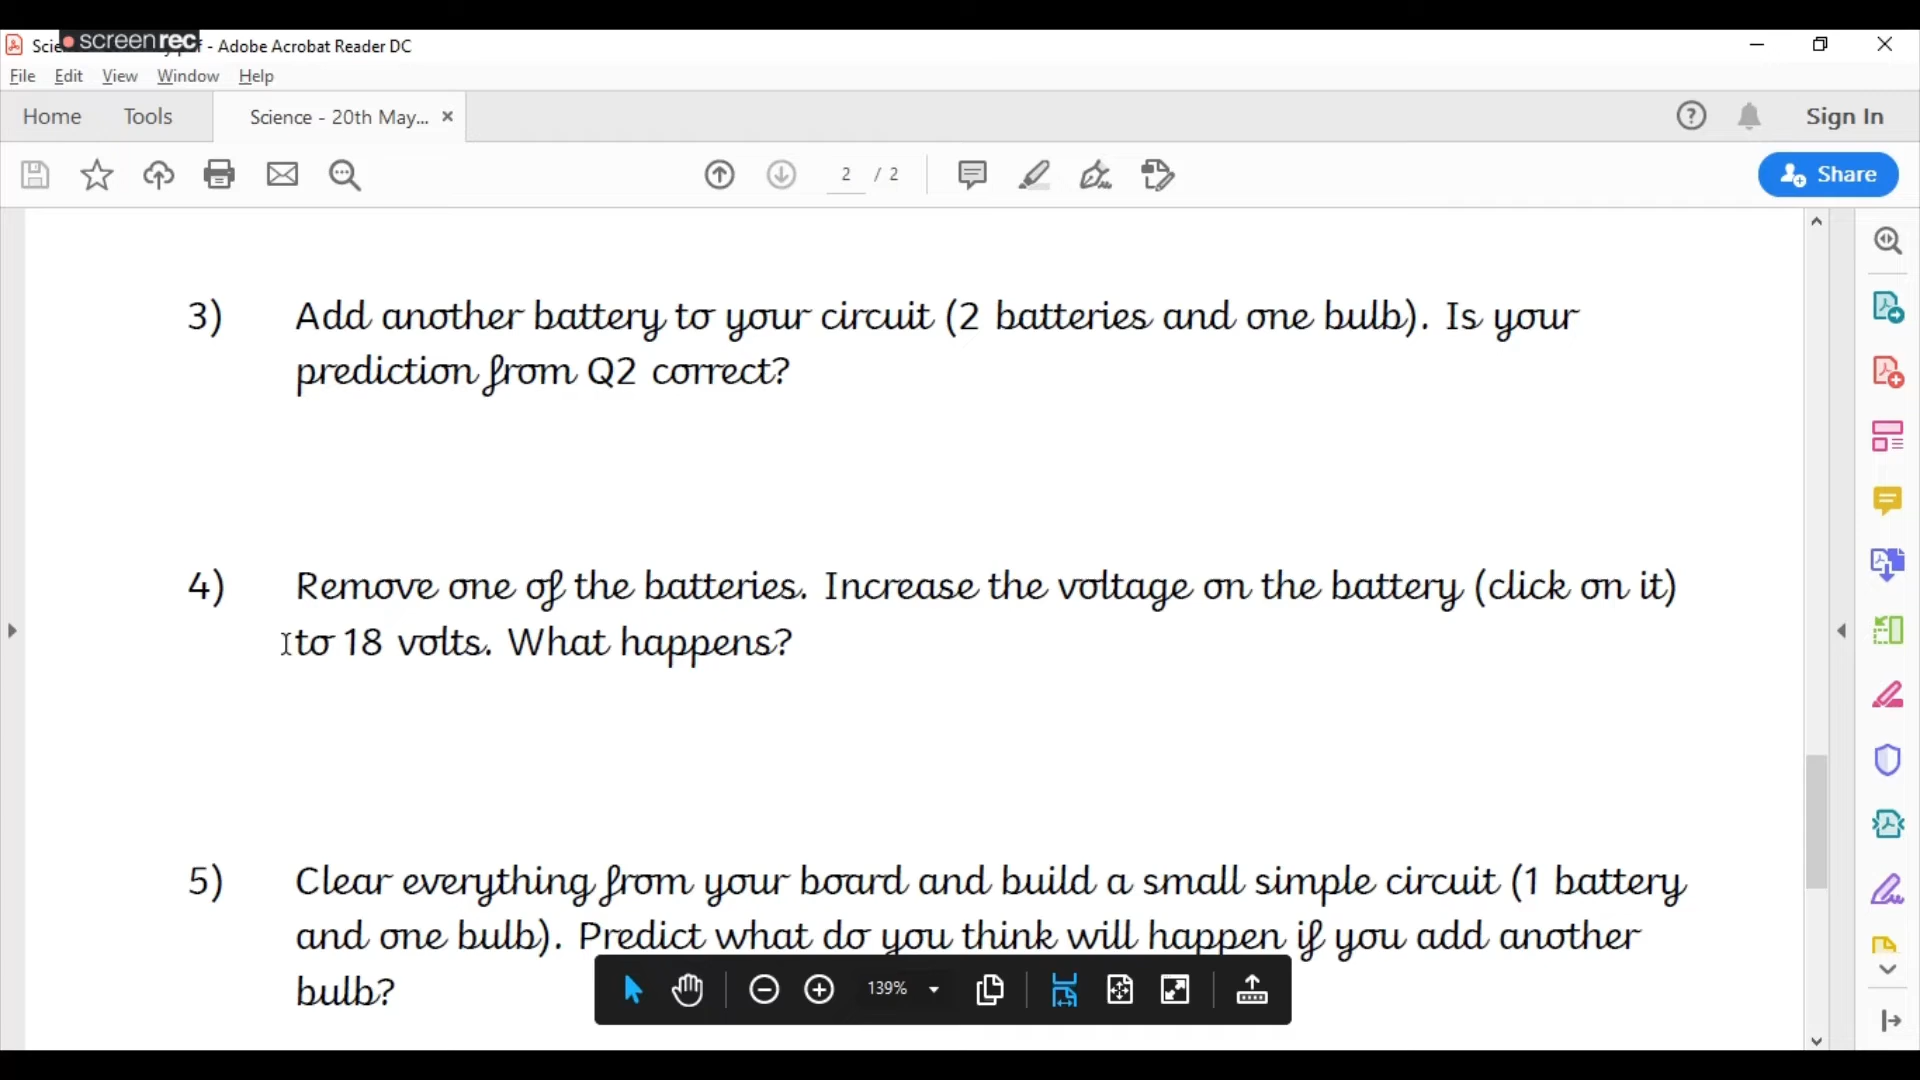 screenrec
Scie
f - Adobe Acrobat Reader DC
File Edit View Window Help
Home Tools Science - 20th May... × Sign In
2 / 2 Share
3) Add another battery to your circuit (2 batteries and one bulb). Is your
prediction from Q2 correct?
4) Remove one of the batteries. Increase the voltage on the battery (click on it)
to 18 volts. What happens?
5) Clear everything from your board and build a small simple circuit (1 battery
and one bulb). Predict what do you think will happen if you add another
bulb?
139%